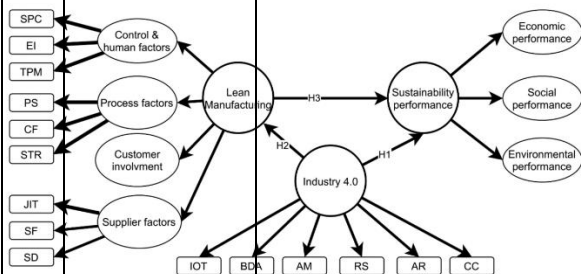 SPC
EI
TPM
Control &
human factors
PS
CF
STR
Process factors
Customer
involvment
JIT
SF
SD
Supplier factors
Lean
Manufacturing
H3
H2
H1
Sustainability
performance
Economic
performance
Social
performance
Environmental
performance
Industry 4.0
IOT
BDA
AM
RS
AR
CC